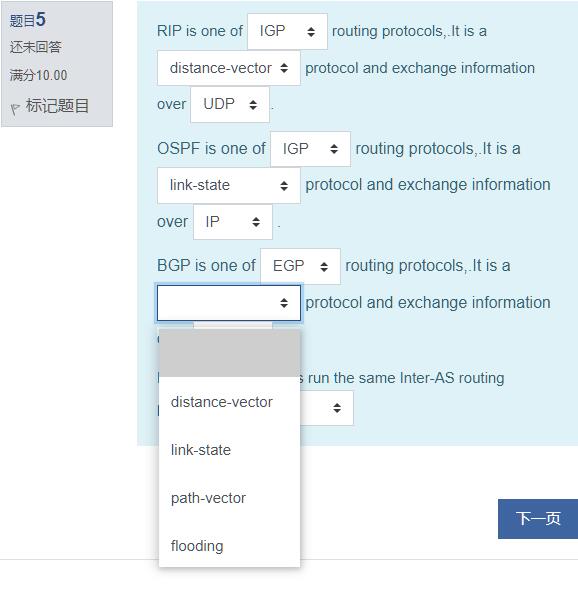 题目5
还未回答
满分10.00
标记题目
RIP is one of IGP routing protocols,.It is a
distance-vector protocol and exchange information
over UDP .
OSPF is one of IGP routing protocols,.It is a
link-state protocol and exchange information
over IP .
BGP is one of EGP routing protocols,.It is a
protocol and exchange information
s run the same Inter-AS routing
distance-vector
link-state
path-vector
flooding
下一页